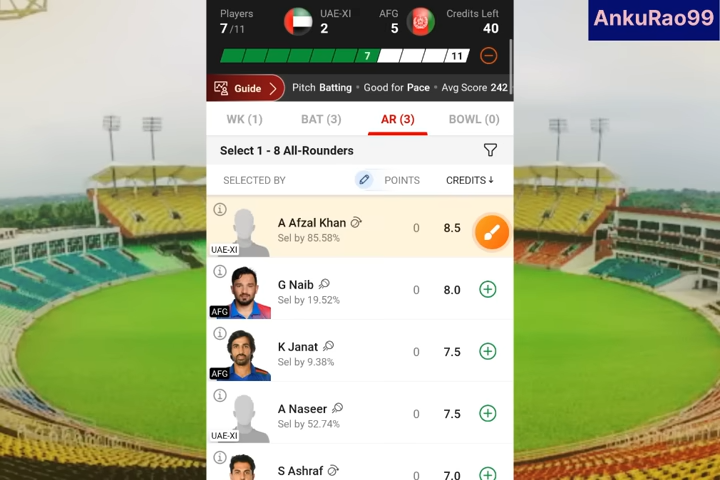 AnkuRao99
Players
UAE-XI
AFG
Credits Left
7/11
2
5
40
7
11
Guide
Pitch Batting • Good for Pace • Avg Score 242
WK (1)
BAT (3)
AR (3)
BOWL (0)
Select 1 - 8 All-Rounders
SELECTED BY
POINTS
CREDITS↓
A Afzal Khan
0
8.5
Sel by 85.58%
UAE-XI
G Naib
0
8.0
Sel by 19.52%
AFG
K Janat
0
7.5
Sel by 9.38%
AFG
A Naseer
0
7.5
Sel by 52.74%
UAE-XI
S Ashraf
0
7.0